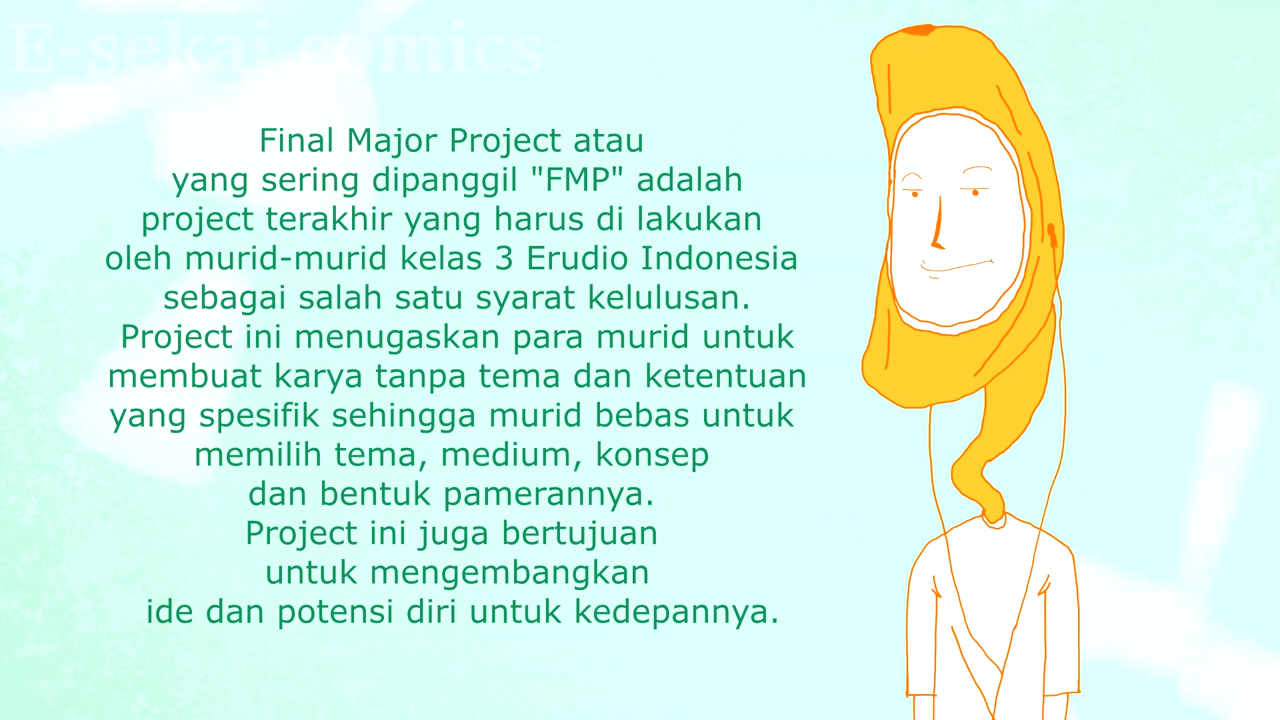 E-sekai comics
Final Major Project atau
yang sering dipanggil "FMP" adalah
project terakhir yang harus di lakukan
oleh murid-murid kelas 3 Erudio Indonesia
sebagai salah satu syarat kelulusan.
Project ini menugaskan para murid untuk
membuat karya tanpa tema dan ketentuan
yang spesifik sehingga murid bebas untuk
memilih tema, medium, konsep
dan bentuk pamerannya.
Project ini juga bertujuan
untuk mengembangkan
ide dan potensi diri untuk kedepannya.